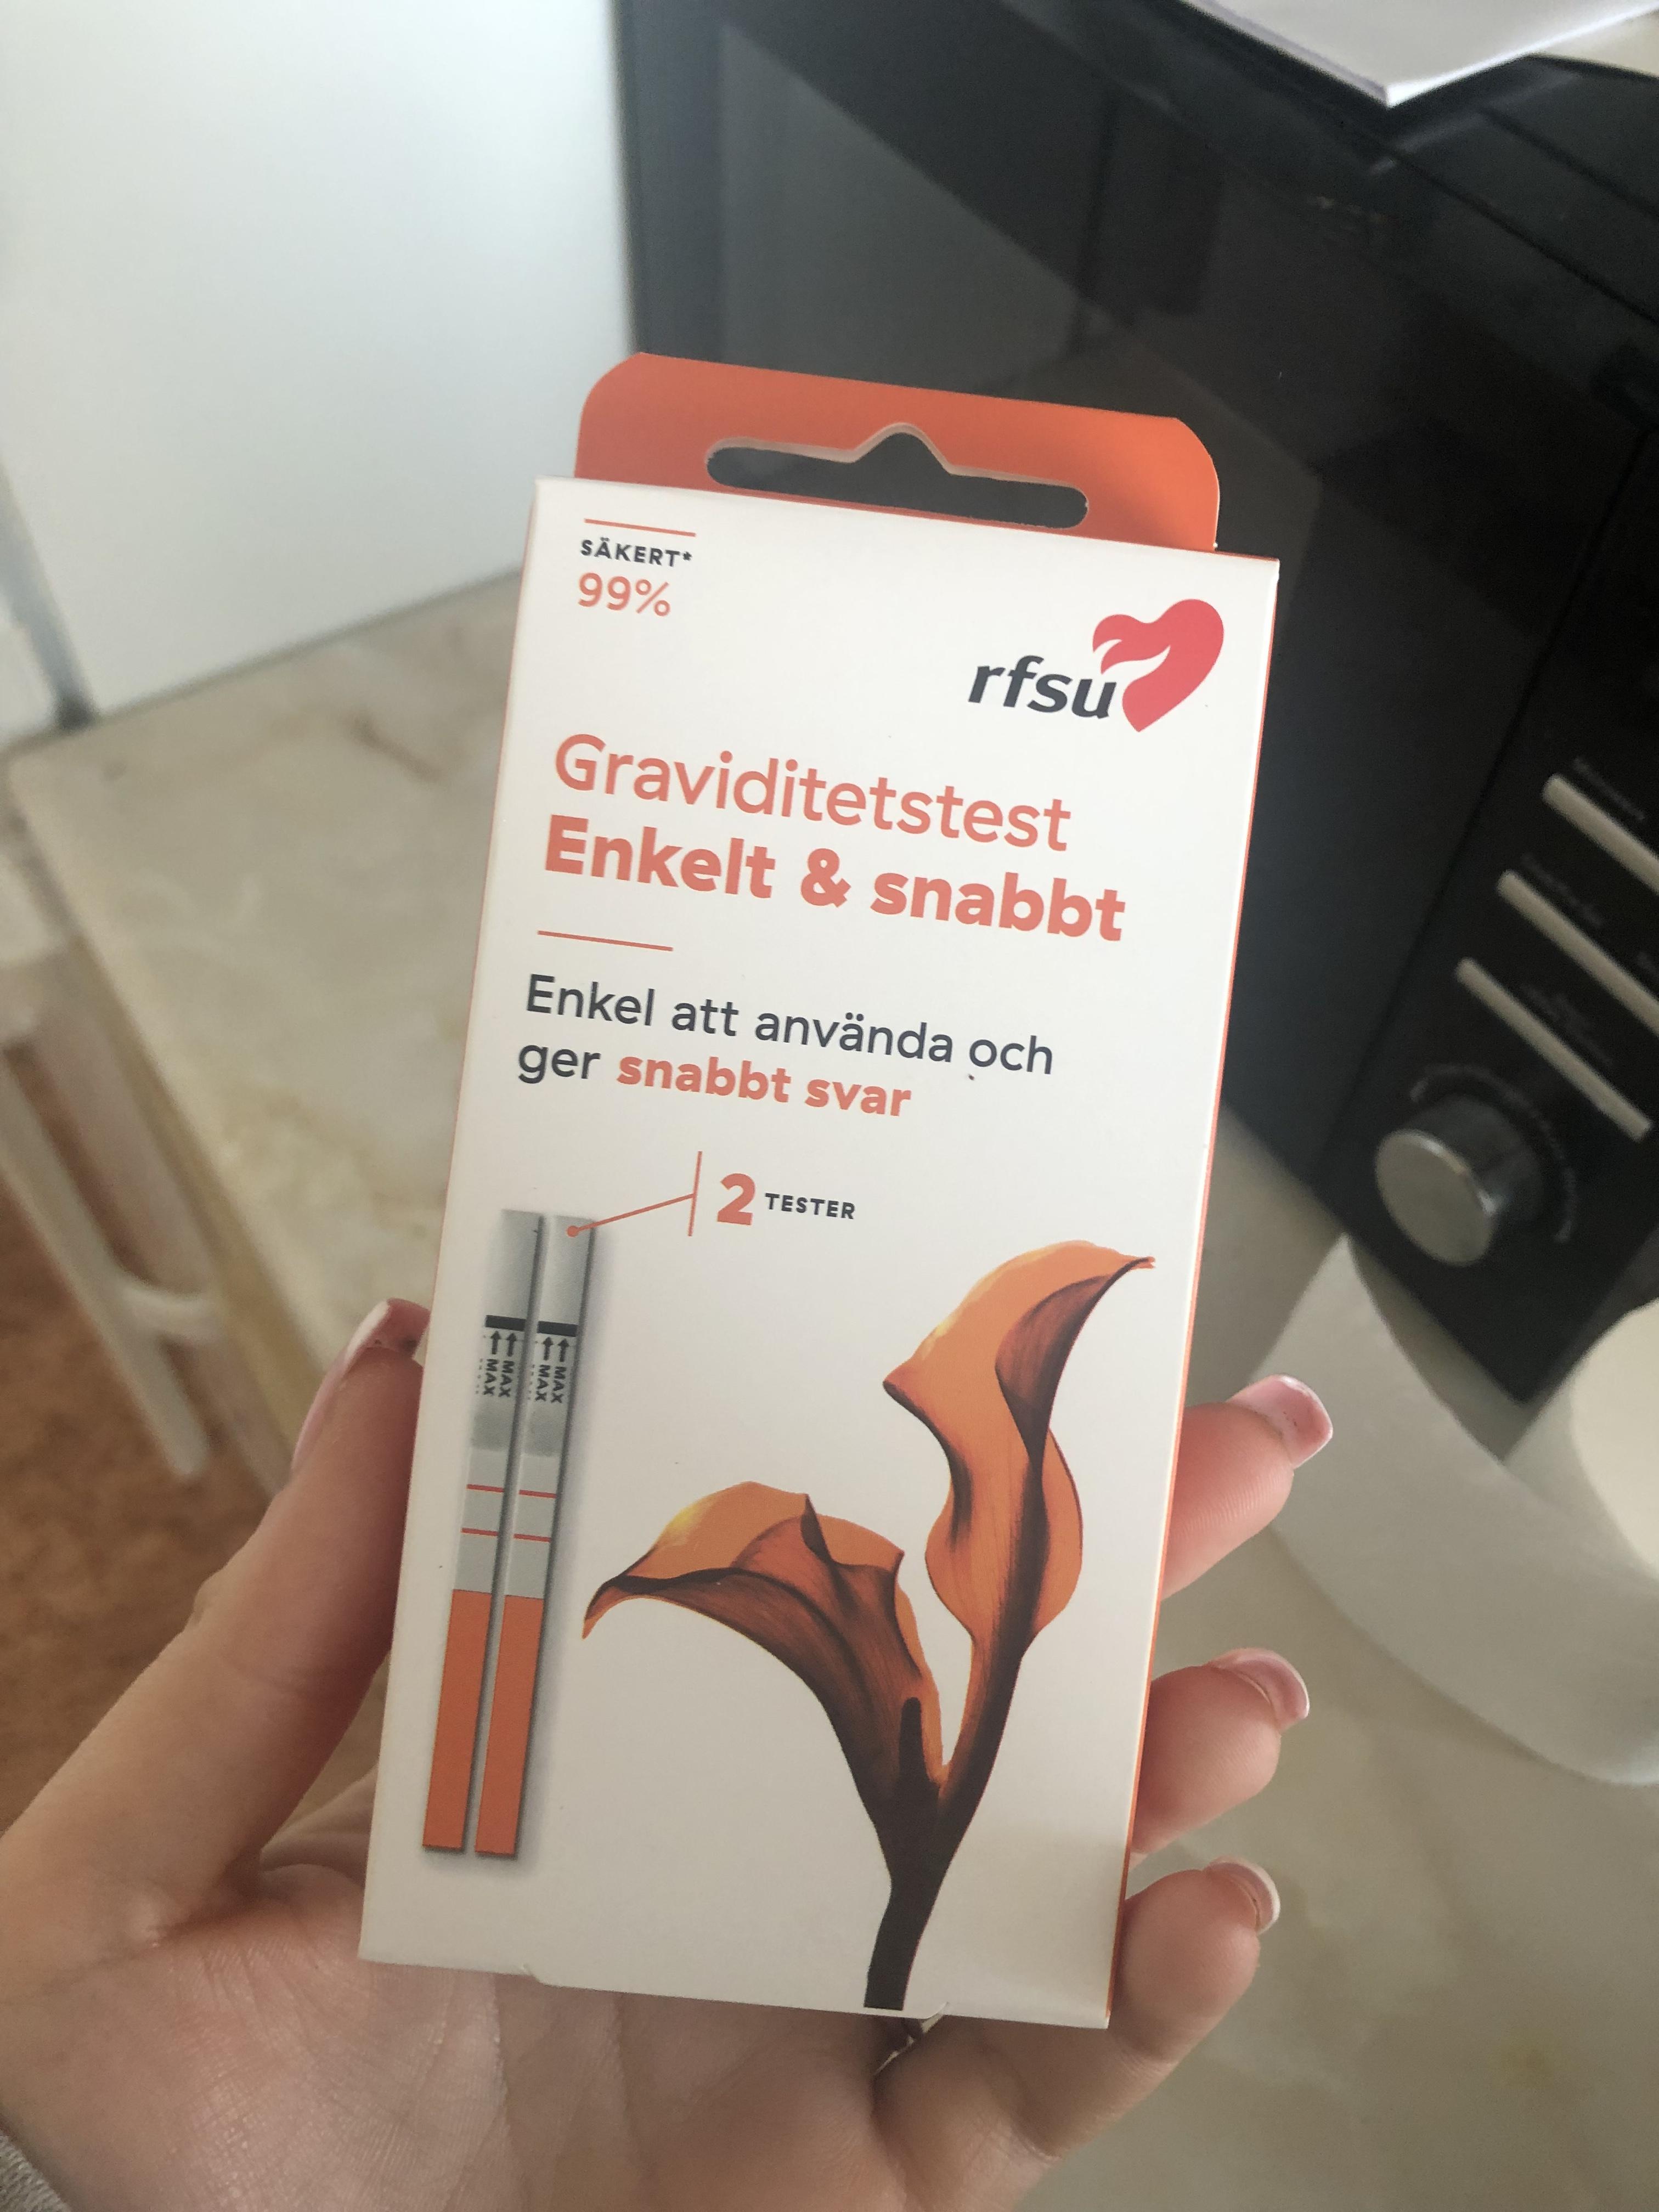 SÄKERT*
99%
rfsu
Graviditetstest
Enkelt & snabbt
Enkel att använda och
ger snabbt svar
2 TESTER
MAX
MAX
MAX
MAX